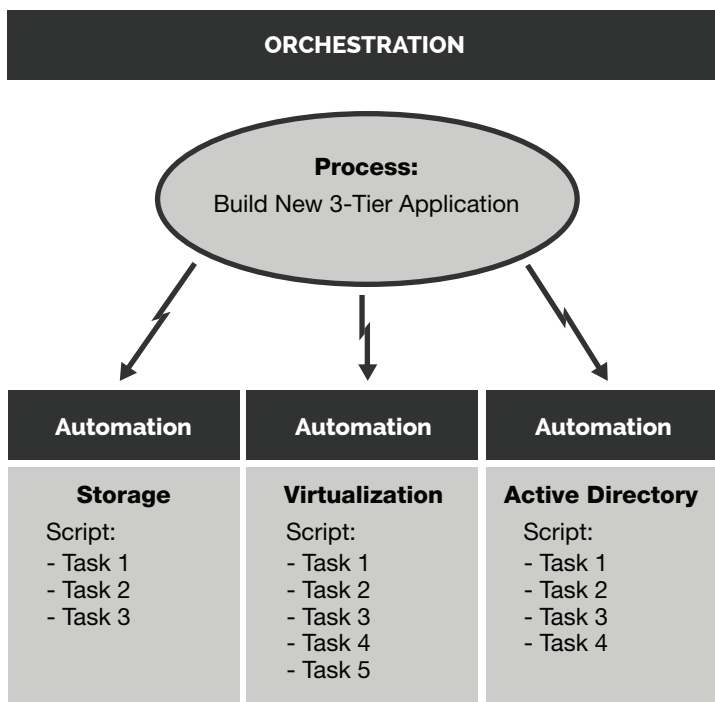 ORCHESTRATION
Process:
Build New 3-Tier Application
Automation
Storage
Script:
- Task 1
- Task 2
- Task 3
Automation
Virtualization
Script:
- Task 1
- Task 2
- Task 3
- Task 4
- Task 5
Automation
Active Directory
Script:
- Task 1
- Task 2
- Task 3
- Task 4